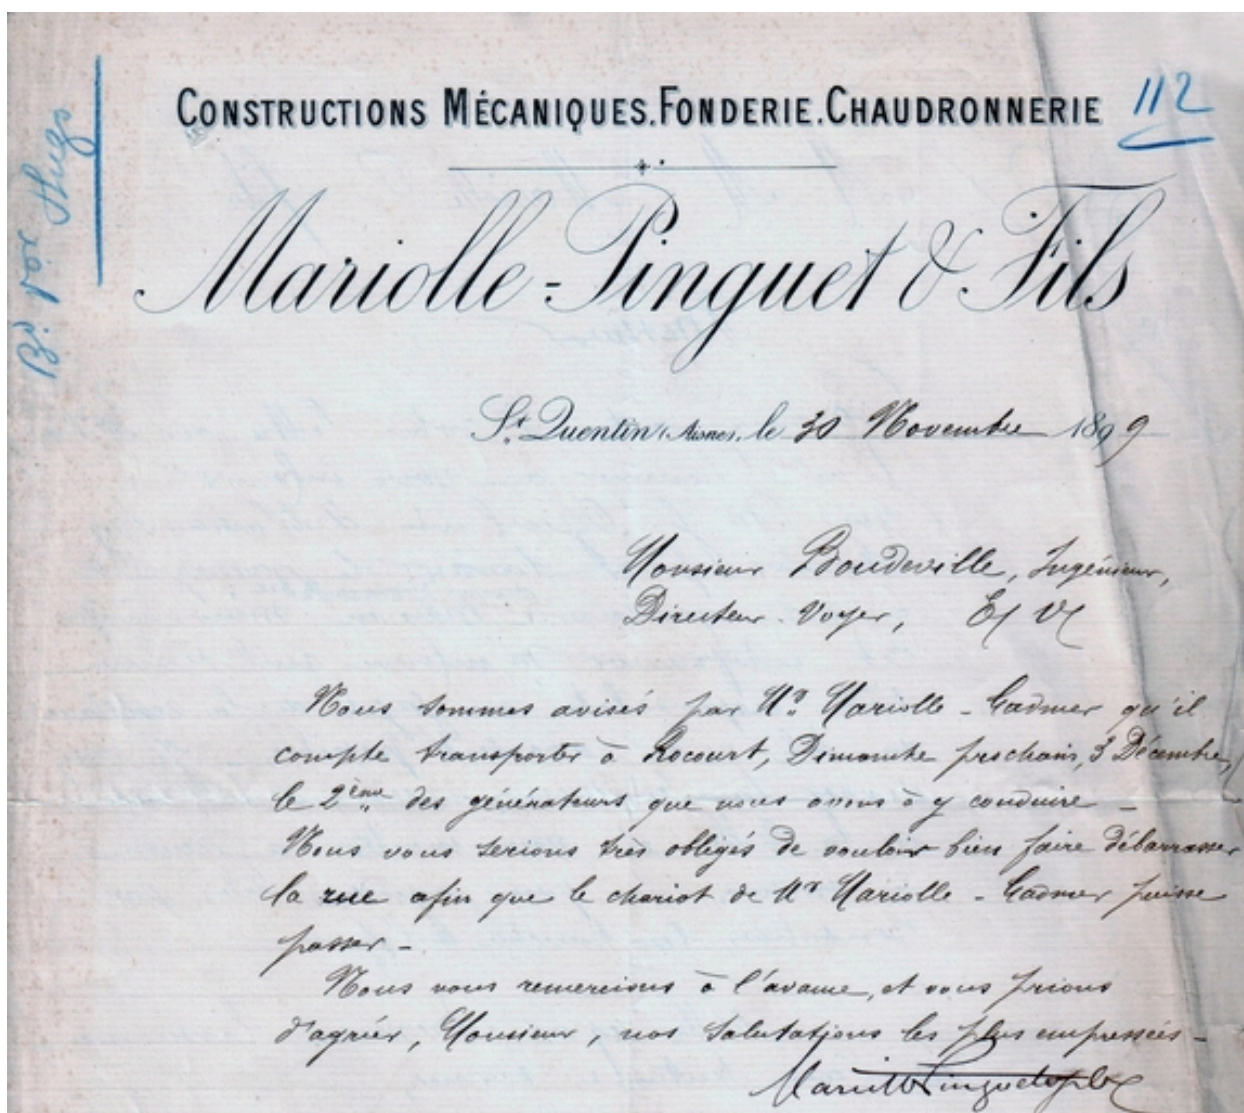 112
CONSTRUCTIONS MÉCANIQUES. FONDERIE. CHAUDRONNERIE
Mariolle-Pinguet & Fils
St. Quentin (Aisne), le 30 Novembre 1899
Monsieur Boudeville, Ingénieur,
Directeur-Voyer, E/ V/
Nous sommes avisés par Mr. Mariolle-Cadmer qu'il
compte transporter à Rocourt, Dimanche prochain, 3 Décembre,
le 2ème des générateurs que nous avons à y conduire -
Nous vous serions très obligés de vouloir bien faire débarrasser
la rue afin que le chariot de Mr Mariolle-Cadmer puisse
passer -
Nous vous remercions à l'avance, et vous prions
d'agréer, Monsieur, nos salutations les plus empressées -
Mariolle Pinguet & fils